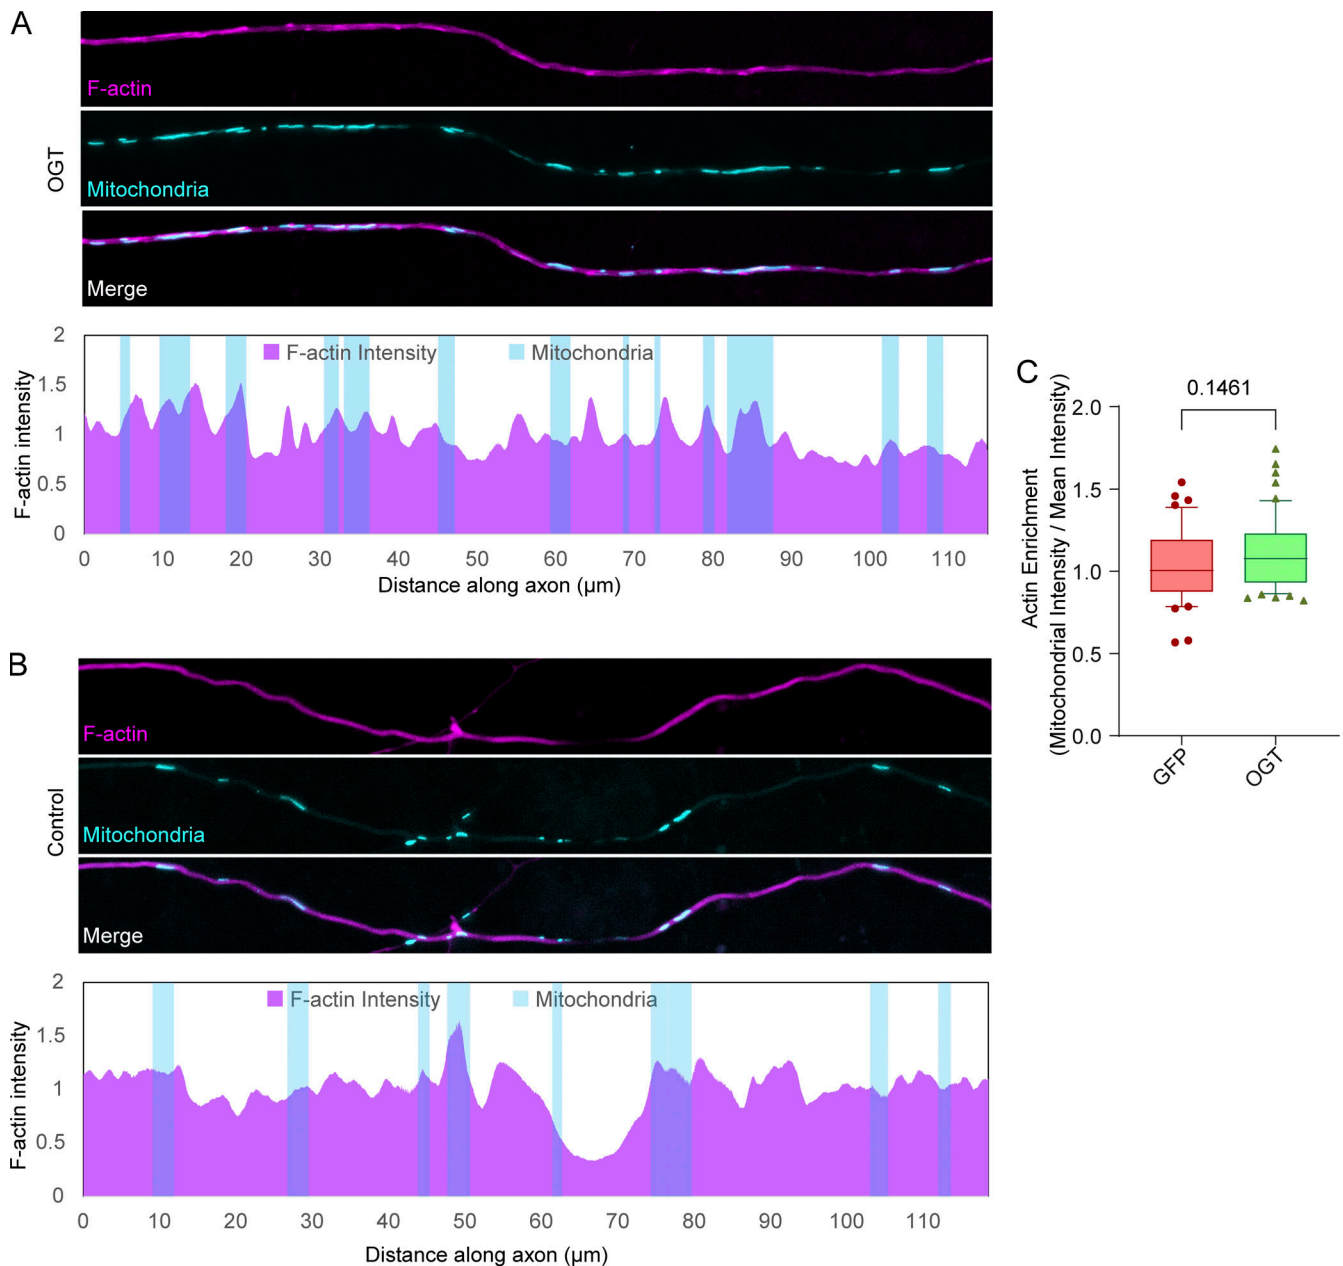 A
F-actin
OGT
Mitochondria
Merge
F-actin Intensity Mitochondria
F-actin intensity
2
1.5
1
0.5
0
0 10 20 30 40 50 60 70 80 90 100 110
Distance along axon (µm)
B
F-actin
Control
Mitochondria
Merge
F-actin Intensity Mitochondria
F-actin intensity
2
1.5
1
0.5
0
0 10 20 30 40 50 60 70 80 90 100 110
Distance along axon (µm)
C
0.1461
Actin Enrichment
(Mitochondrial Intensity / Mean Intensity)
2.0
1.5
1.0
0.5
0.0
GFP OGT